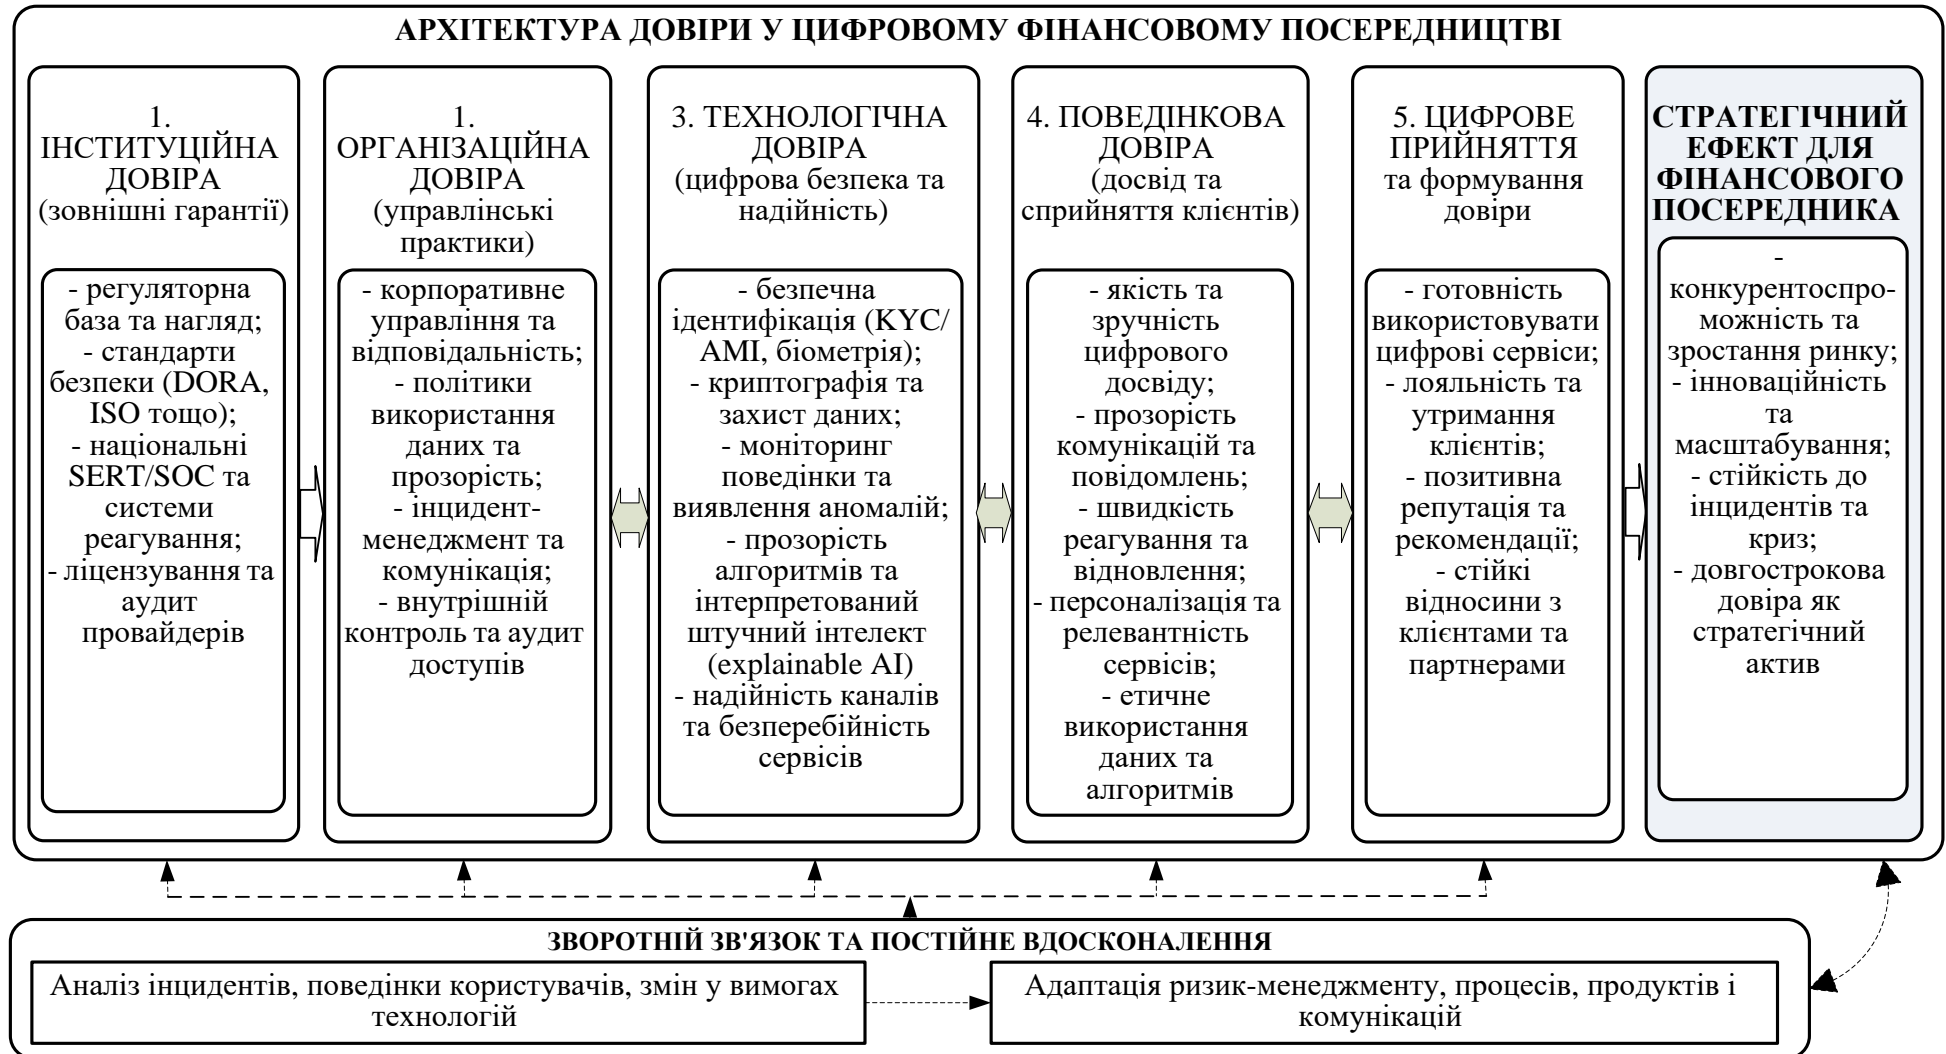 АРХІТЕКТУРА ДОВІРИ У ЦИФРОВОМУ ФІНАНСОВОМУ ПОСЕРЕДНИЦТВІ
1.
ІНСТИТУЦІЙНА
ДОВІРА
(зовнішні гарантії)
- регуляторна
база та нагляд;
- стандарти
безпеки (DORA,
ISO тощо);
- національні
SERT/SOC та
системи
реагування;
- ліцензування та
аудит
провайдерів
1.
ОРГАНІЗАЦІЙНА
ДОВІРА
(управлінські
практики)
- корпоративне
управління та
відповідальність;
- політики
використання
даних та
прозорість;
- інцидент-
менеджмент та
комунікація;
- внутрішній
контроль та аудит
доступів
3. ТЕХНОЛОГІЧНА
ДОВІРА
(цифрова безпека та
надійність)
- безпечна
ідентифікація (KYC/
AMI, біометрія);
- криптографія та
захист даних;
- моніторинг
поведінки та
виявлення аномалій;
- прозорість
алгоритмів та
інтерпретований
штучний інтелект
(explainable AI)
- надійність каналів
та безперебійність
сервісів
4. ПОВЕДІНКОВА
ДОВІРА
(досвід та
сприйняття клієнтів)
- якість та
зручність
цифрового
досвіду;
- прозорість
комунікацій та
повідомлень;
- швидкість
реагування та
відновлення;
- персоналізація та
релевантність
сервісів;
- етичне
використання
даних та
алгоритмів
5. ЦИФРОВЕ
ПРИЙНЯТТЯ
та формування
довіри
- готовність
використовувати
цифрові сервіси;
- лояльність та
утримання
клієнтів;
- позитивна
репутація та
рекомендації;
- стійкі
відносини з
клієнтами та
партнерами
СТРАТЕГІЧНИЙ
ЕФЕКТ ДЛЯ
ФІНАНСОВОГО
ПОСЕРЕДНИКА
-
конкурентоспро-
можність та
зростання ринку;
- інноваційність
та
масштабування;
- стійкість до
інцидентів та
криз;
- довгострокова
довіра як
стратегічний
актив
ЗВОРОТНІЙ ЗВ'ЯЗОК ТА ПОСТІЙНЕ ВДОСКОНАЛЕННЯ
Аналіз інцидентів, поведінки користувачів, змін у вимогах
технологій
Адаптація ризик-менеджменту, процесів, продуктів і
комунікацій